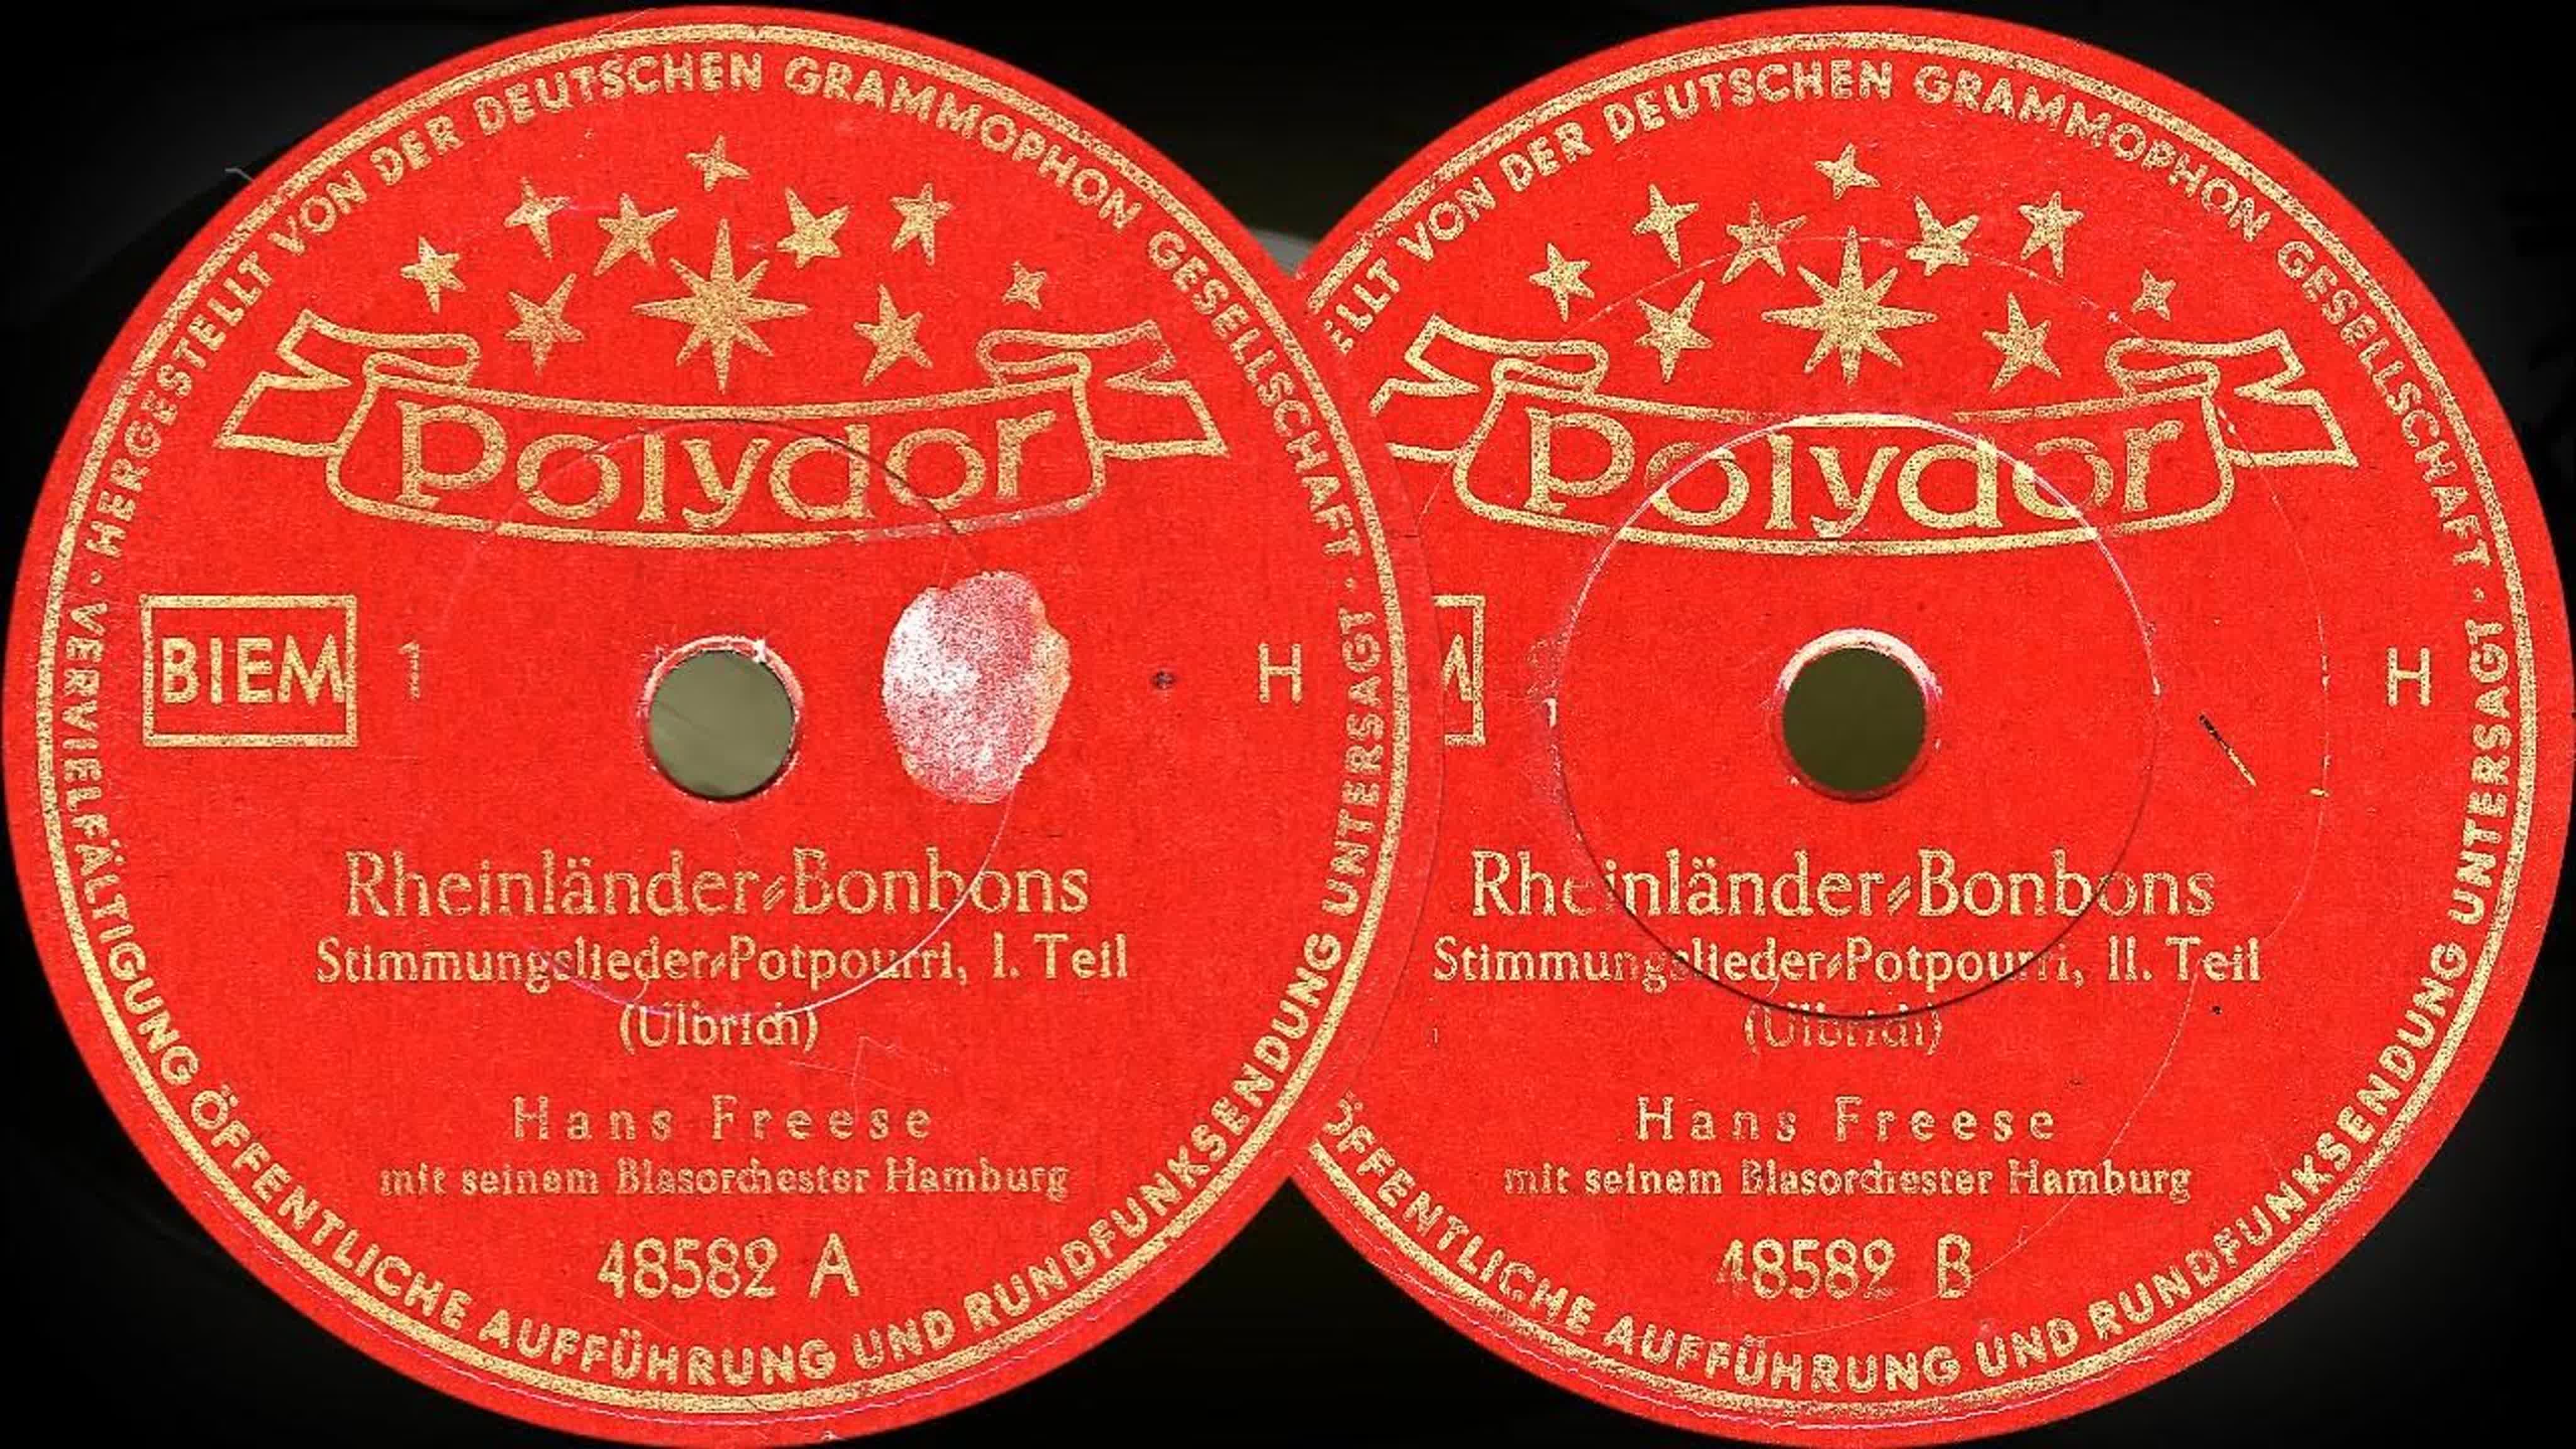 HERGESTELLT VON DER DEUTSCHEN GRAMMOPHON GESELLSCHAFT · VERVIELFÄLTIGUNG ÖFFENTLICHE AUFFÜHRUNG UND RUNDFUNKSENDUNG UNTERSAGT ·
polydor
BIEM 1 H
Rheinländer-Bonbons
Stimmungslieder-Potpourri, I. Teil
(Ulbrich)
Hans Freese
mit seinem Blasorchester Hamburg
48582 A
ELLT VON DER DEUTSCHEN GRAMMOPHON GESELLSCHAFT · ÖFFENTLICHE AUFFÜHRUNG UND RUNDFUNKSENDUNG UNTERSAGT ·
polydor
M H
Rheinländer-Bonbons
Stimmungslieder-Potpourri, II. Teil
(Ulbrich)
Hans Freese
mit seinem Blasorchester Hamburg
48582 B